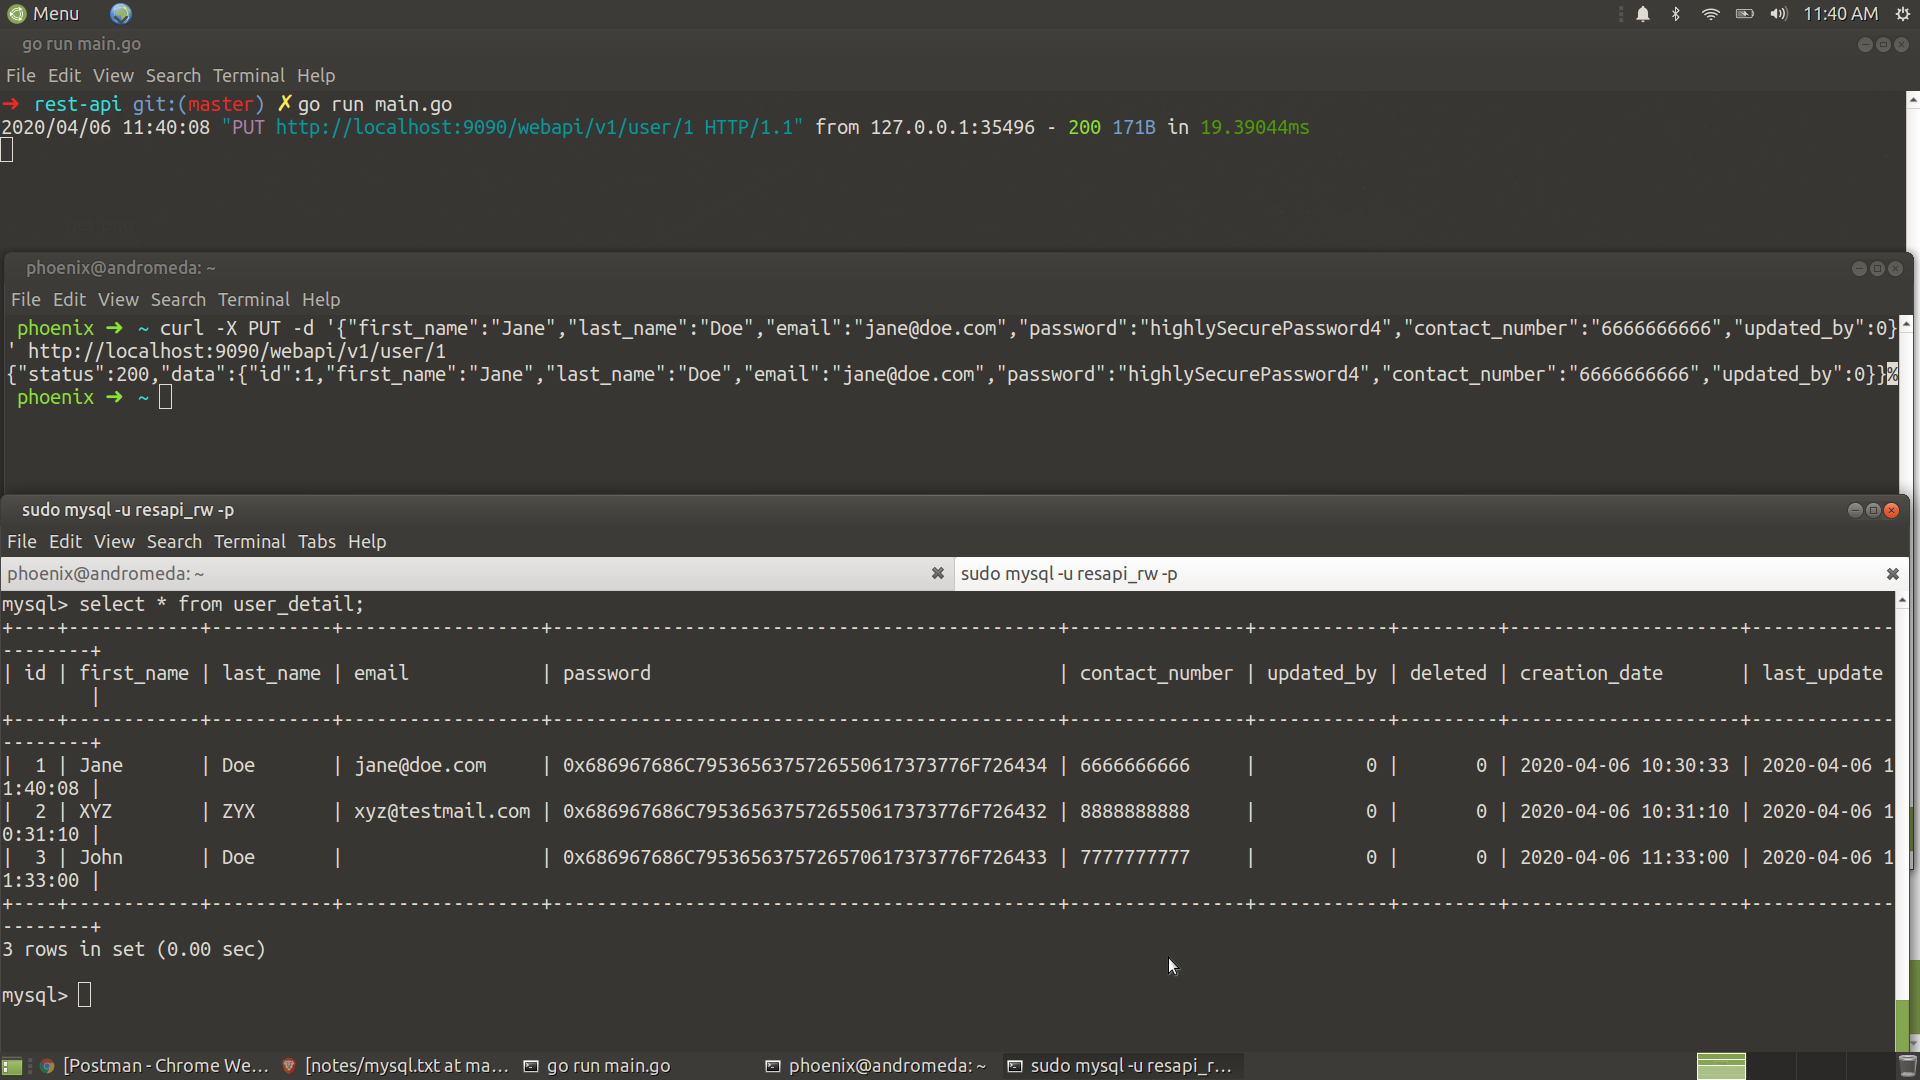 Menu 11:40 AM
go run main.go
File Edit View Search Terminal Help
➜ rest-api git:(master) ✗ go run main.go
2020/04/06 11:40:08 "PUT http://localhost:9090/webapi/v1/user/1 HTTP/1.1" from 127.0.0.1:35496 - 200 171B in 19.39044ms
phoenix@andromeda: ~
File Edit View Search Terminal Help
phoenix ➜ ~ curl -X PUT -d '{"first_name":"Jane","last_name":"Doe","email":"jane@doe.com","password":"highlySecurePassword4","contact_number":"6666666666","updated_by":0}
' http://localhost:9090/webapi/v1/user/1
{"status":200,"data":{"id":1,"first_name":"Jane","last_name":"Doe","email":"jane@doe.com","password":"highlySecurePassword4","contact_number":"6666666666","updated_by":0}}%
phoenix ➜ ~
sudo mysql -u resapi_rw -p
File Edit View Search Terminal Tabs Help
phoenix@andromeda: ~ sudo mysql -u resapi_rw -p
mysql> select * from user_detail;
+----+------------+-----------+-----------------+----------------------------------------------+----------------+------------+---------+---------------------+-------------
--------+
| id | first_name | last_name | email | password | contact_number | updated_by | deleted | creation_date | last_update
|
+----+------------+-----------+-----------------+----------------------------------------------+----------------+------------+---------+---------------------+-------------
--------+
| 1 | Jane | Doe | jane@doe.com | 0x686967686C7953656375726550617373776F726434 | 6666666666 | 0 | 0 | 2020-04-06 10:30:33 | 2020-04-06 1
1:40:08 |
| 2 | XYZ | ZYX | xyz@testmail.com | 0x686967686C7953656375726550617373776F726432 | 8888888888 | 0 | 0 | 2020-04-06 10:31:10 | 2020-04-06 1
0:31:10 |
| 3 | John | Doe | | 0x686967686C7953656375726570617373776F726433 | 7777777777 | 0 | 0 | 2020-04-06 11:33:00 | 2020-04-06 1
1:33:00 |
+----+------------+-----------+-----------------+----------------------------------------------+----------------+------------+---------+---------------------+-------------
--------+
3 rows in set (0.00 sec)
mysql>
[Postman - Chrome We... [notes/mysql.txt at ma... go run main.go phoenix@andromeda: ~ sudo mysql -u resapi_r...